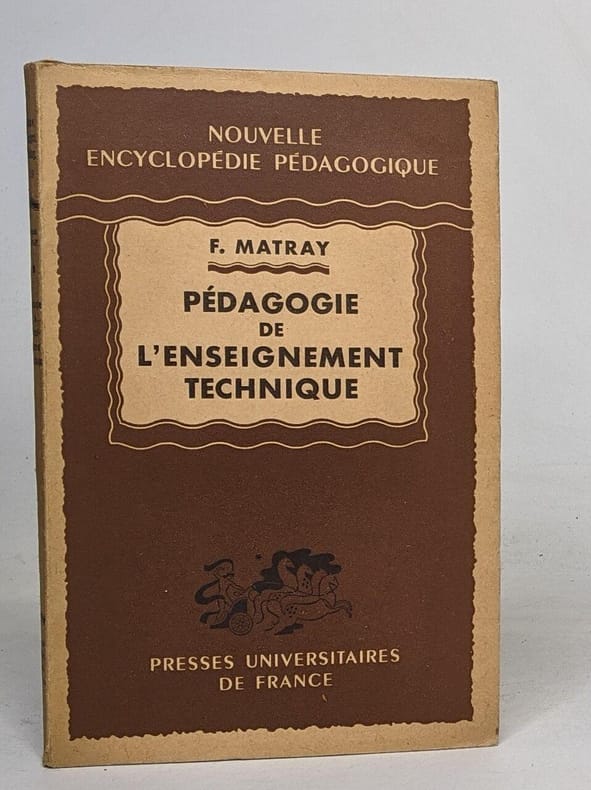 NOUVELLE
ENCYCLOPÉDIE PÉDAGOGIQUE
F. MATRAY
PÉDAGOGIE
DE
L'ENSEIGNEMENT
TECHNIQUE
PRESSES UNIVERSITAIRES
DE FRANCE